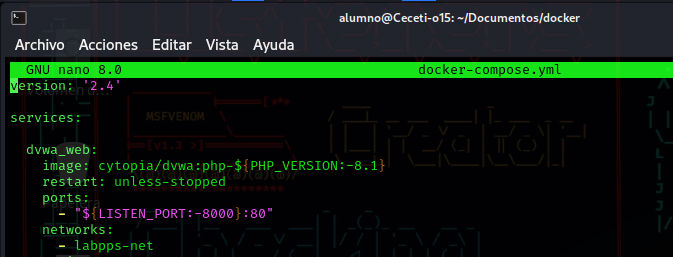 alumno@Ceceti-o15: ~/Documentos/docker
Archivo Acciones Editar Vista Ayuda
GNU nano 8.0 docker-compose.yml
version: '2.4'
services:
dvwa_web:
image: cytopia/dvwa:php-${PHP_VERSION:-8.1}
restart: unless-stopped
ports:
- "${LISTEN_PORT:-8000}:80"
networks:
- labpps-net
MSFVENOM